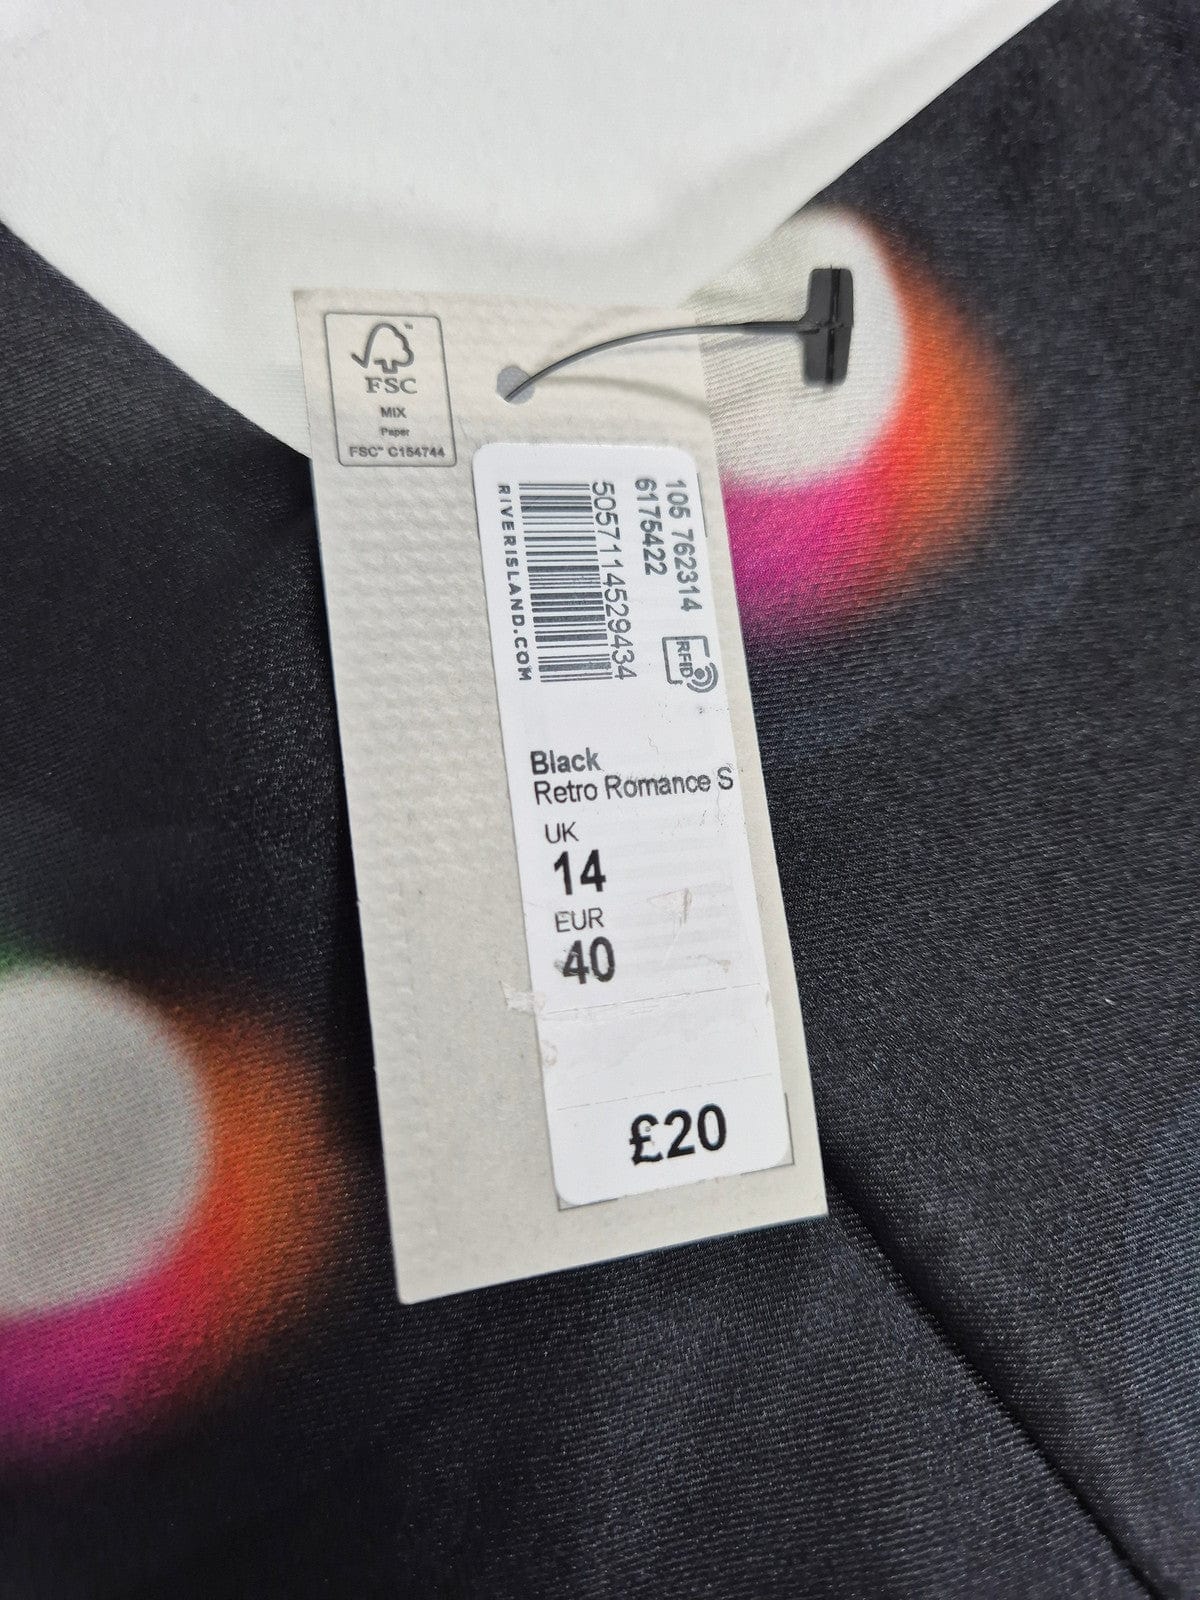 FSC
MIX
Paper
FSC™ C154744
105 762314
6175422
5057114529434
RIVERISLAND.COM
RFID
Black
Retro Romance S
UK
14
EUR
40
£20